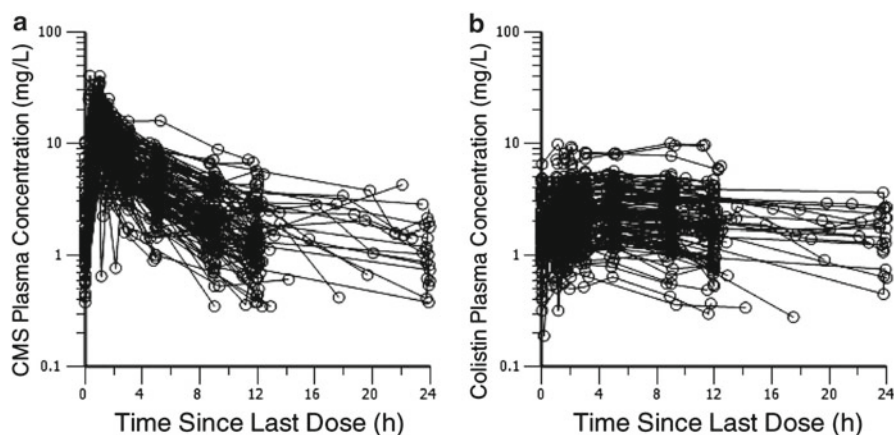 a
CMS Plasma Concentration (mg/L)
100
10
1
0.1
0 4 8 12 16 20 24
Time Since Last Dose (h)
b
Colistin Plasma Concentration (mg/L)
100
10
1
0.1
0 4 8 12 16 20 24
Time Since Last Dose (h)